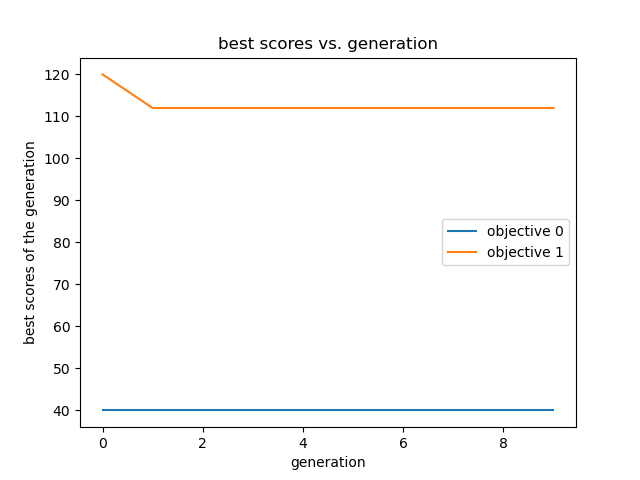 best scores vs. generation
best scores of the generation
120
110
100
90
80
70
60
50
40
objective 0
objective 1
0 2 4 6 8
generation